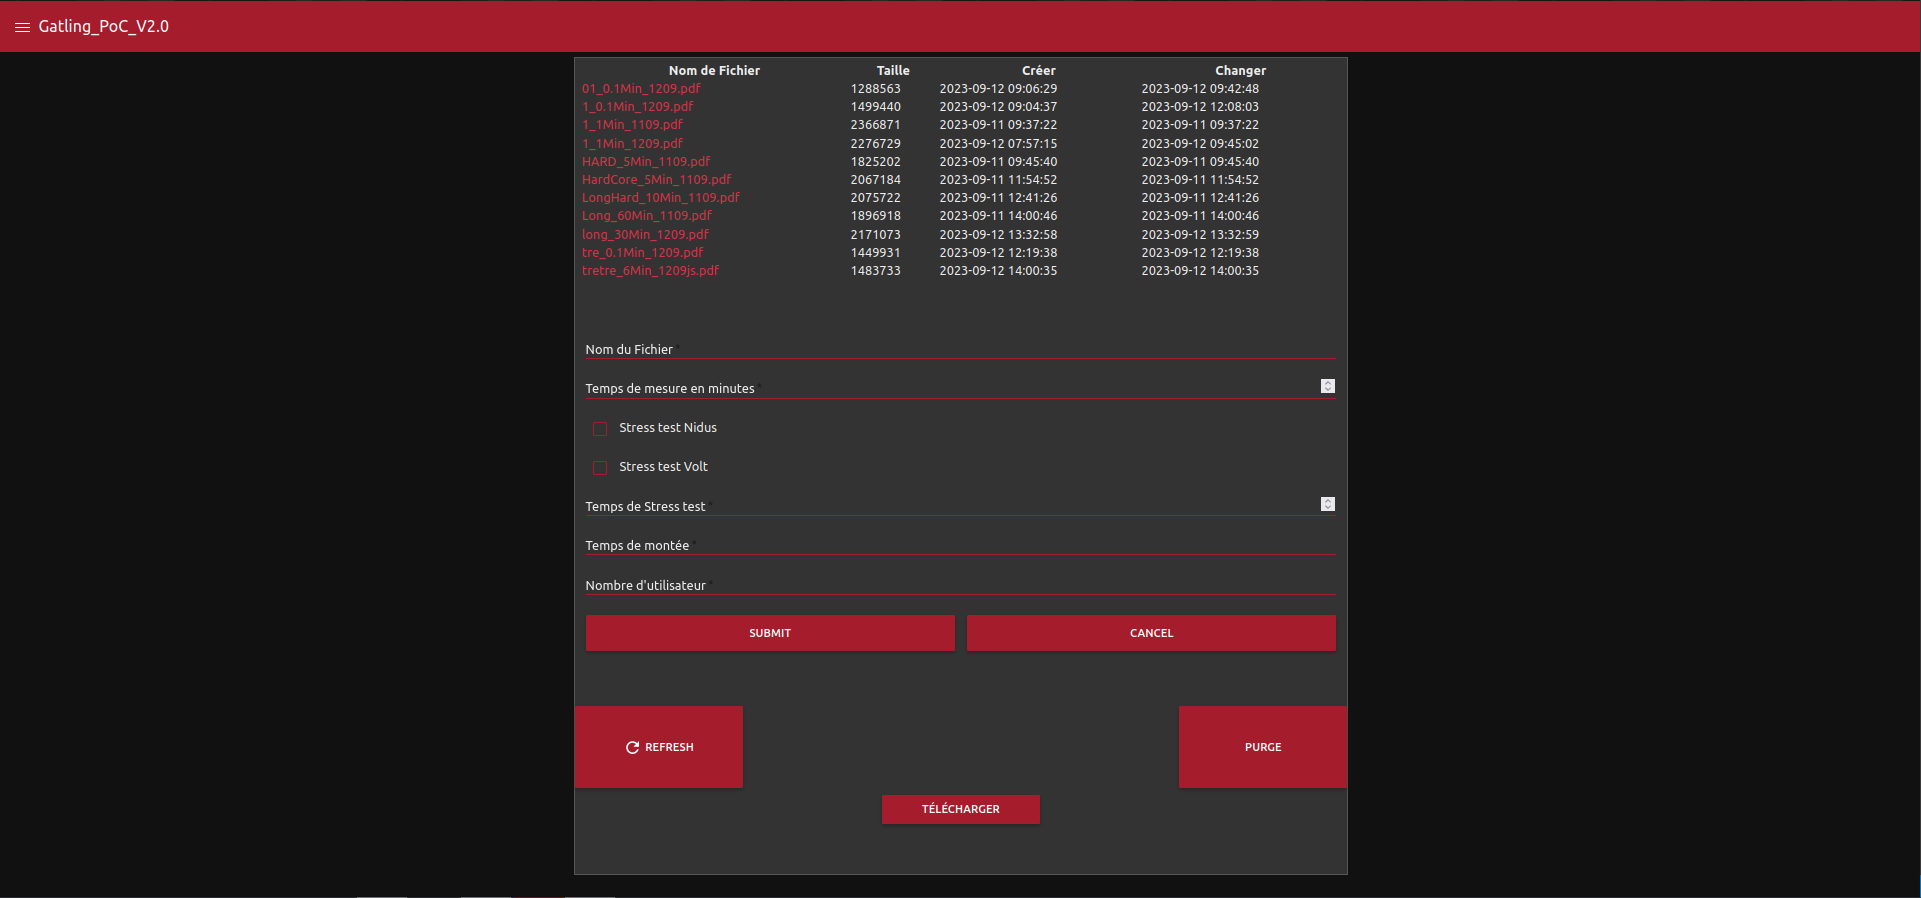 Gatling_PoC_V2.0
Nom de Fichier Taille Créer Changer
01_0.1Min_1209.pdf 1288563 2023-09-12 09:06:29 2023-09-12 09:42:48
1_0.1Min_1209.pdf 1499440 2023-09-12 09:04:37 2023-09-12 12:08:03
1_1Min_1109.pdf 2366871 2023-09-11 09:37:22 2023-09-11 09:37:22
1_1Min_1209.pdf 2276729 2023-09-12 07:57:15 2023-09-12 09:45:02
HARD_5Min_1109.pdf 1825202 2023-09-11 09:45:40 2023-09-11 09:45:40
HardCore_5Min_1109.pdf 2067184 2023-09-11 11:54:52 2023-09-11 11:54:52
LongHard_10Min_1109.pdf 2075722 2023-09-11 12:41:26 2023-09-11 12:41:26
Long_60Min_1109.pdf 1896918 2023-09-11 14:00:46 2023-09-11 14:00:46
long_30Min_1209.pdf 2171073 2023-09-12 13:32:58 2023-09-12 13:32:59
tre_0.1Min_1209.pdf 1449931 2023-09-12 12:19:38 2023-09-12 12:19:38
tretre_6Min_1209js.pdf 1483733 2023-09-12 14:00:35 2023-09-12 14:00:35
Nom du Fichier *
Temps de mesure en minutes *
Stress test Nidus
Stress test Volt
Temps de Stress test *
Temps de montée *
Nombre d'utilisateur *
SUBMIT CANCEL
REFRESH PURGE
TÉLÉCHARGER